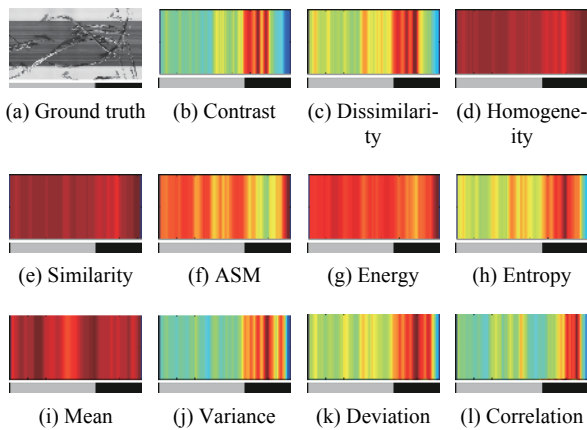 (a) Ground truth
(b) Contrast
(c) Dissimilari-
ty
(d) Homogene-
ity
(e) Similarity
(f) ASM
(g) Energy
(h) Entropy
(i) Mean
(j) Variance
(k) Deviation
(l) Correlation